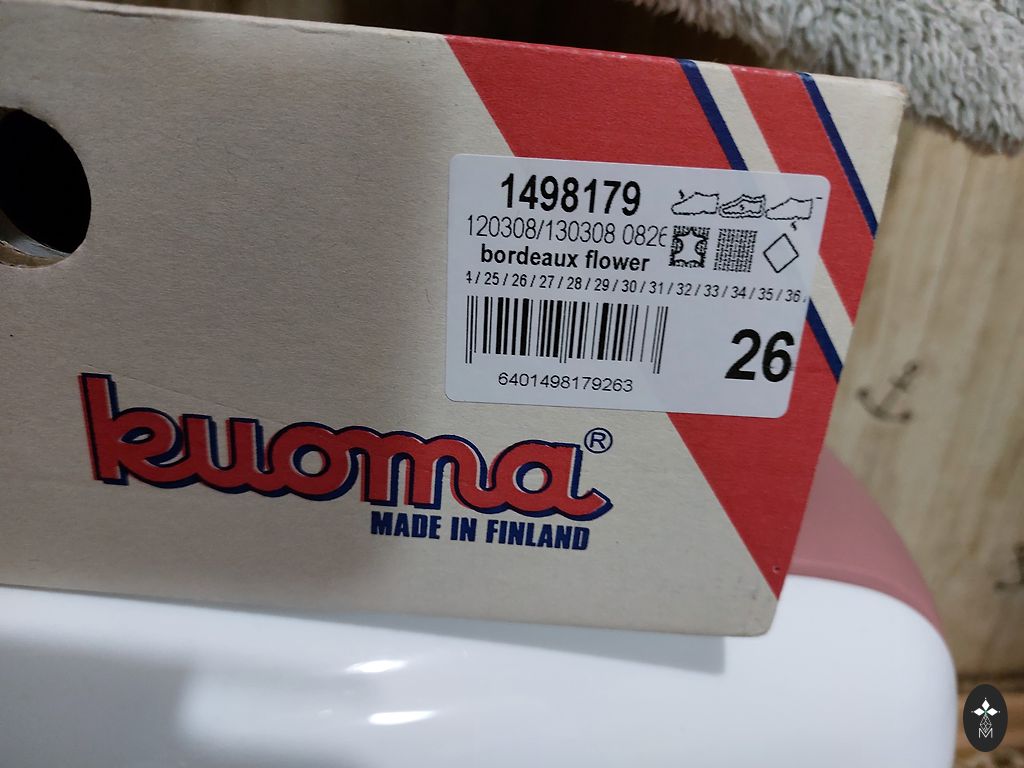 1498179
120308/130308 0826
bordeaux flower
4 / 25 / 26 / 27 / 28 / 29 / 30 / 31 / 32 / 33 / 34 / 35 / 36
26
6401498179263
kuoma®
MADE IN FINLAND
M